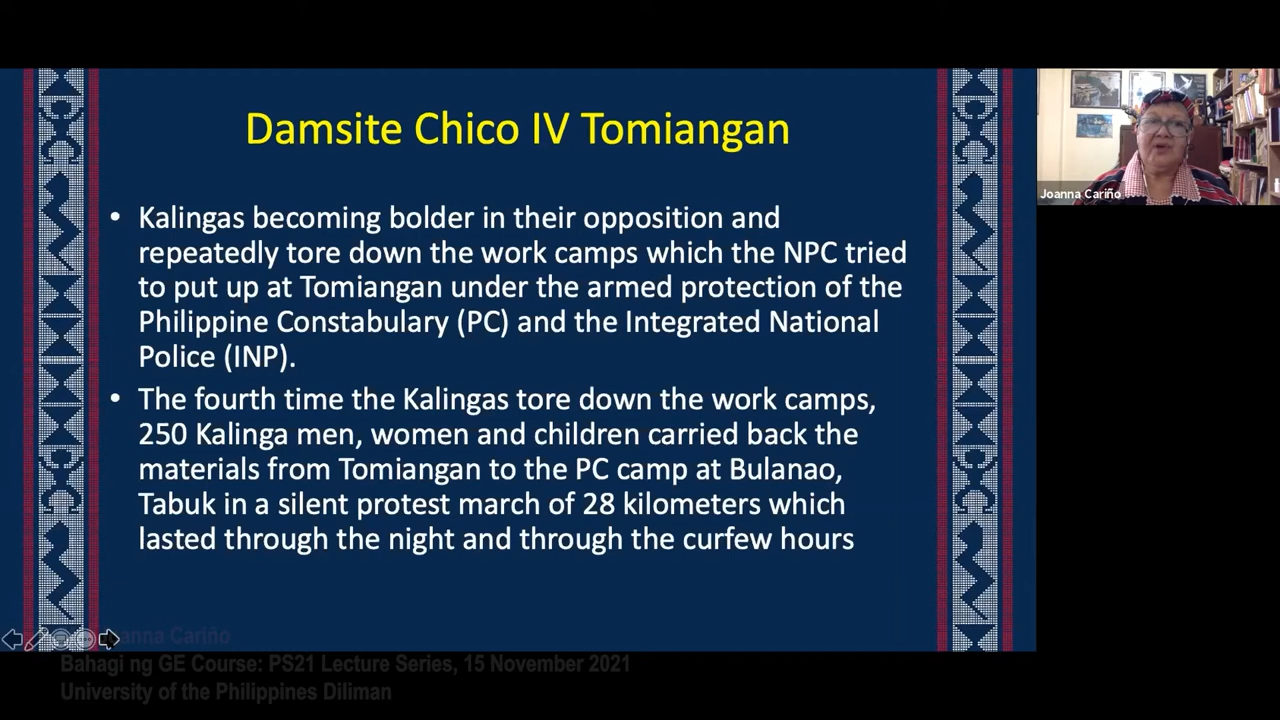 Damsite Chico IV Tomiangan
• Kalingas becoming bolder in their opposition and
repeatedly tore down the work camps which the NPC tried
to put up at Tomiangan under the armed protection of the
Philippine Constabulary (PC) and the Integrated National
Police (INP).
• The fourth time the Kalingas tore down the work camps,
250 Kalinga men, women and children carried back the
materials from Tomiangan to the PC camp at Bulanao,
Tabuk in a silent protest march of 28 kilometers which
lasted through the night and through the curfew hours
Joanna Cariño
Cariño
Bahagi ng GE Course: PS21 Lecture Series, 15 November 2021
University of the Philippines Diliman